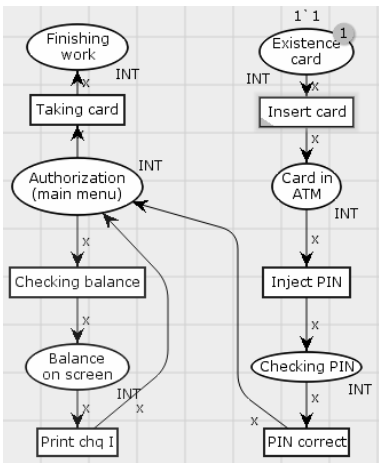 Finishing
work
INT
x
Taking card
x
Authorization
(main menu)
INT
x
Checking balance
x
Balance
on screen
INT
x
x
Print chq I
1`1
Existence
card
1
INT
x
Insert card
x
Card in
ATM
INT
x
Inject PIN
x
Checking PIN
INT
x
x
PIN correct